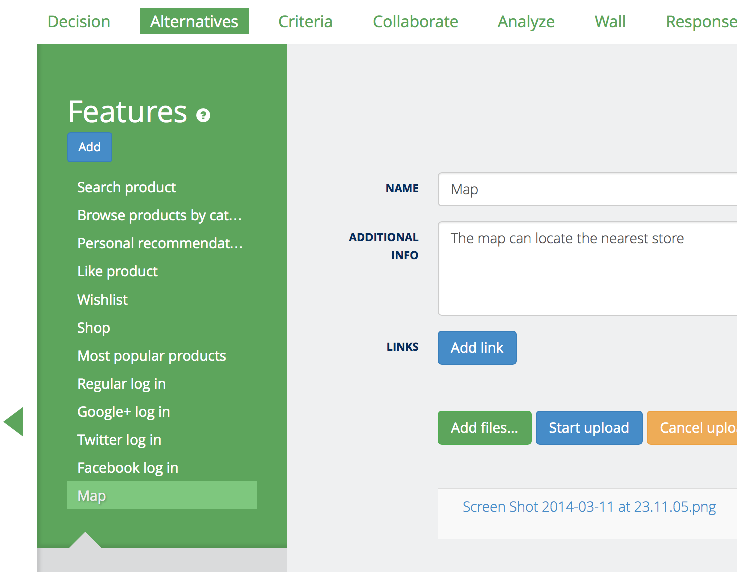 Decision Alternatives Criteria Collaborate Analyze Wall Response
Features ?
Add
Search product
Browse products by cat...
Personal recommendat...
Like product
Wishlist
Shop
Most popular products
Regular log in
Google+ log in
Twitter log in
Facebook log in
Map
NAME Map
ADDITIONAL INFO
The map can locate the nearest store
LINKS Add link
Add files... Start upload Cancel uplo
Screen Shot 2014-03-11 at 23.11.05.png